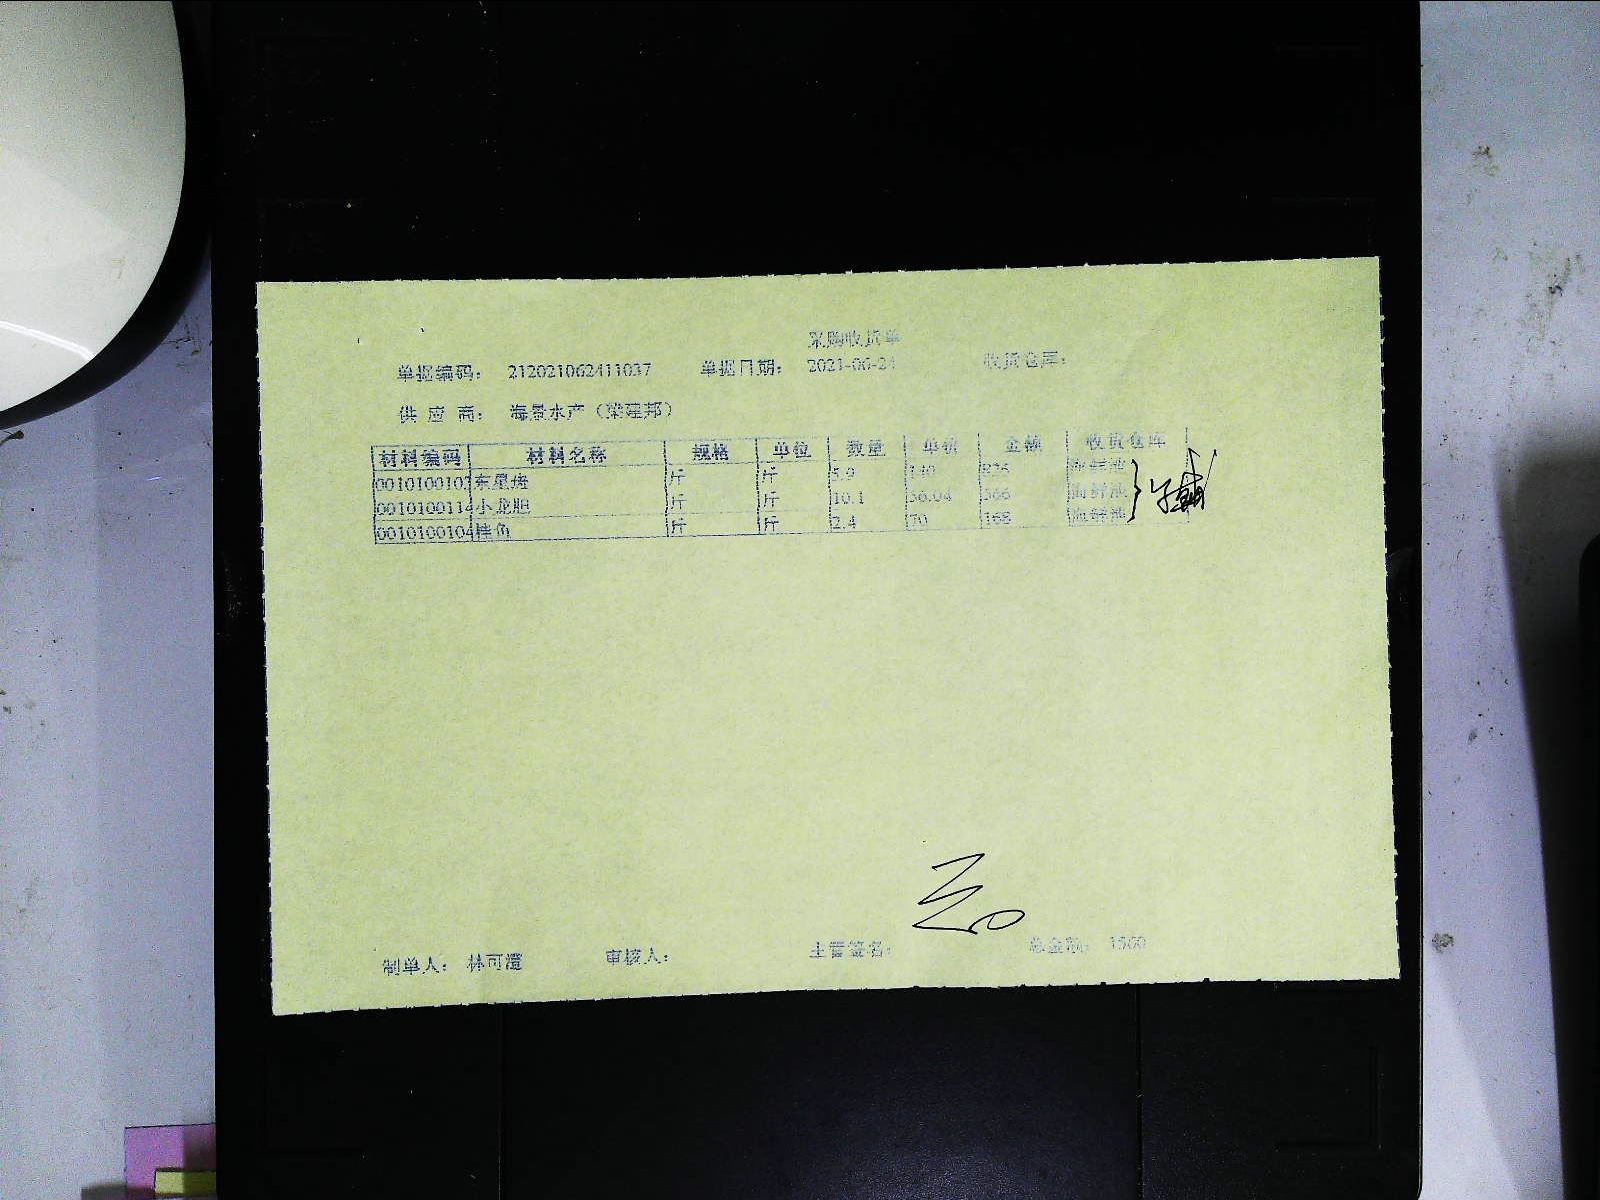 采购收货单
单据编码： 212021062411037 单据日期： 2021-06-24 收货仓库：
供 应 商： 海景水产（梁建邦）
材料编码 材料名称 规格 单位 数量 单价 金额 收货仓库
0010100103 东星斑 斤 斤 5.9 140 826 海鲜池
0010100114 小龙胆 斤 斤 10.1 56.04 566 海鲜池
0010100104 桂鱼 斤 斤 2.4 70 168 海鲜池
制单人： 林可漫 审核人： 主管签名： 总金额： 1560